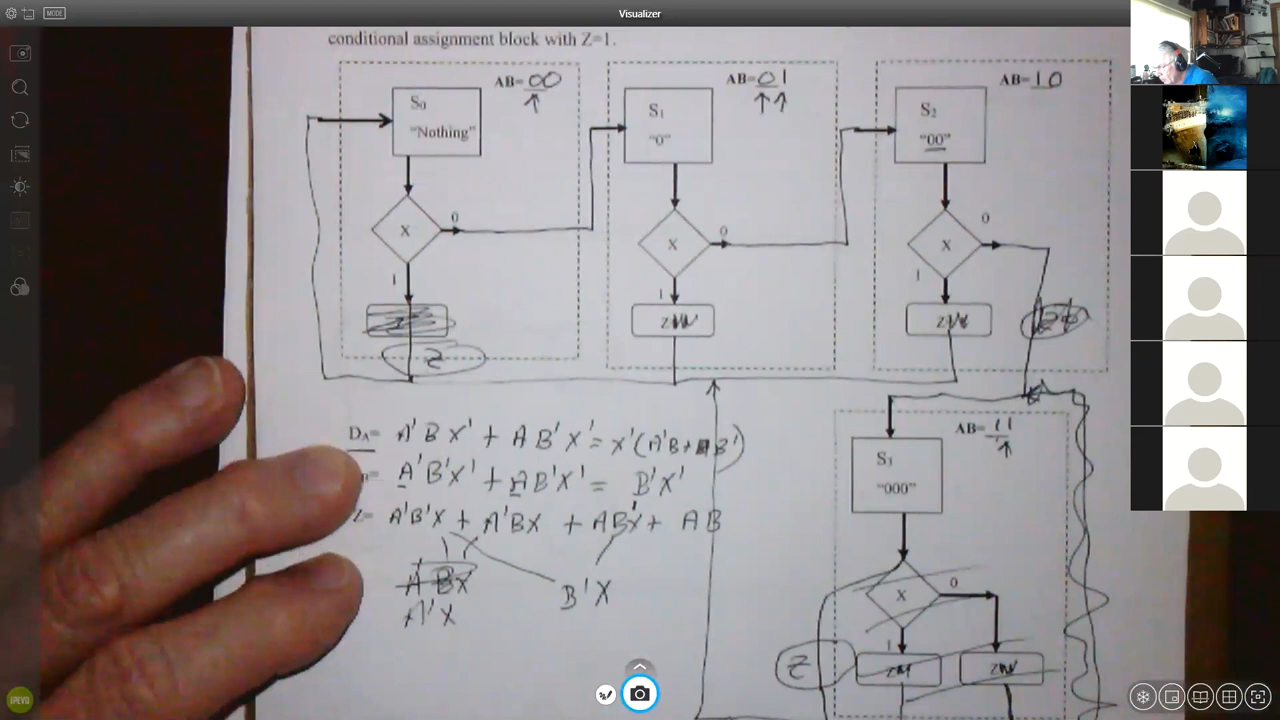 MODE
Visualizer
conditional assignment block with Z=1.
AB=00
S0
"Nothing"
X
0
1
Z
AB=01
S1
"0"
X
0
1
AB=10
S2
"00"
X
0
1
DA= A'BX' + AB'X' = X'(A'B+AB')
= A'B'X' + AB'X' = B'X'
Z= A'B'X + A'BX + AB'X + AB
A'X
B'X
AB=11
S3
"000"
X
0
1
Z
IPEVO